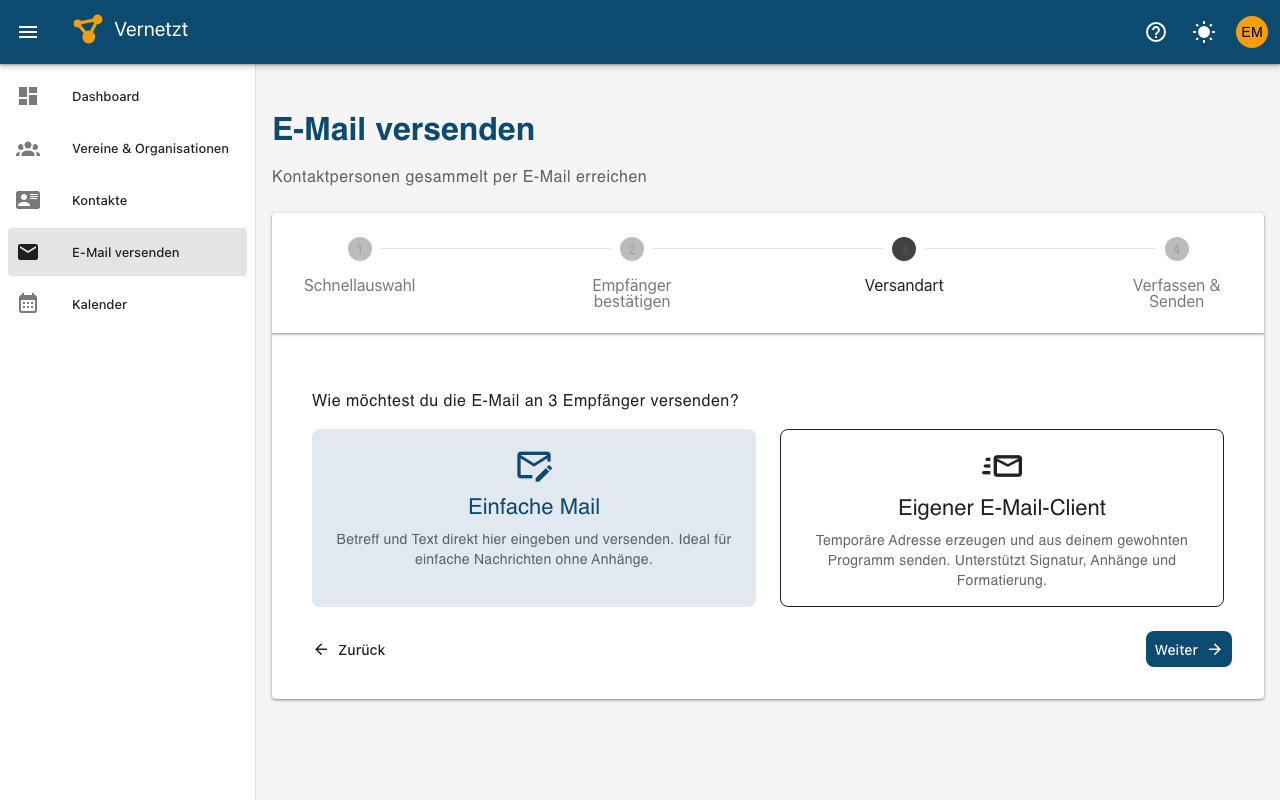 Vernetzt
EM
Dashboard
Vereine & Organisationen
Kontakte
E-Mail versenden
Kalender
E-Mail versenden
Kontaktpersonen gesammelt per E-Mail erreichen
1
2
3
4
Schnellauswahl
Empfänger
bestätigen
Versandart
Verfassen &
Senden
Wie möchtest du die E-Mail an 3 Empfänger versenden?
Einfache Mail
Betreff und Text direkt hier eingeben und versenden. Ideal für
einfache Nachrichten ohne Anhänge.
Eigener E-Mail-Client
Temporäre Adresse erzeugen und aus deinem gewohnten
Programm senden. Unterstützt Signatur, Anhänge und
Formatierung.
Zurück
Weiter